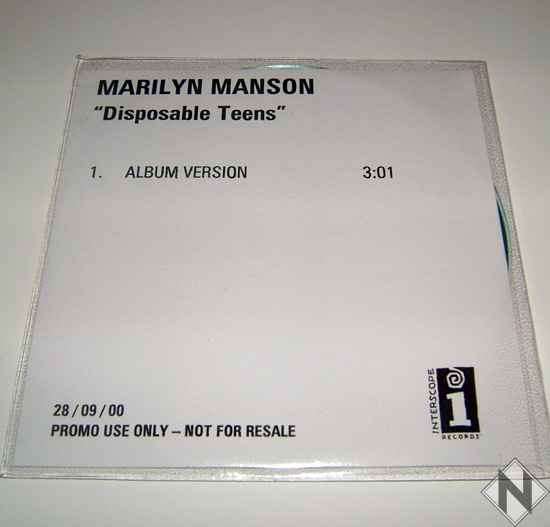 MARILYN MANSON
"Disposable Teens"
1. ALBUM VERSION 3:01
28/09/00
PROMO USE ONLY – NOT FOR RESALE
INTERSCOPE
i
RECORDS
N